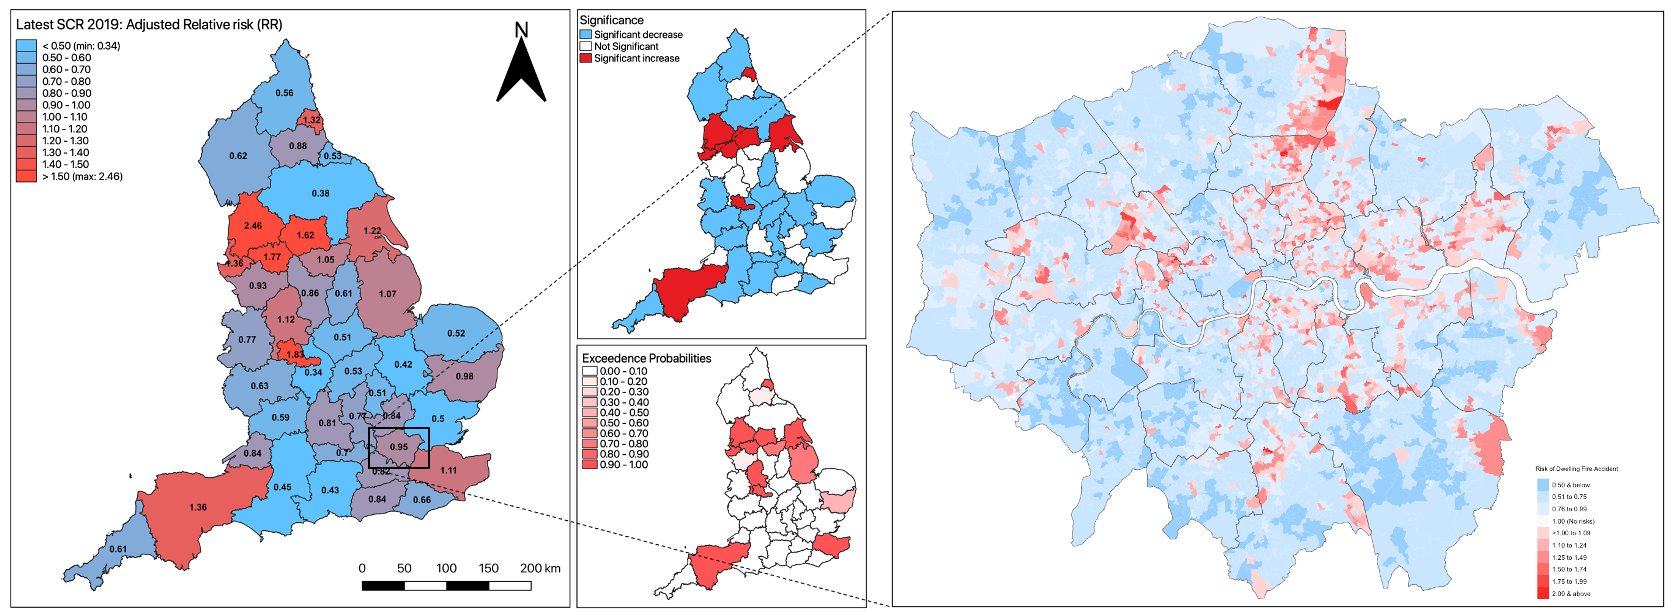 Latest SCR 2019: Adjusted Relative risk (RR)
< 0.50 (min: 0.34)
0.50 - 0.60
0.60 - 0.70
0.70 - 0.80
0.80 - 0.90
0.90 - 1.00
1.00 - 1.10
1.10 - 1.20
1.20 - 1.30
1.30 - 1.40
1.40 - 1.50
> 1.50 (max: 2.46)
N
0.56
1.32
0.88
0.62
0.53
0.38
2.46
1.62
1.22
1.36
1.77
1.05
0.93
0.86
0.61
1.07
1.12
0.77
0.51
0.52
1.83
0.34
0.53
0.42
0.98
0.63
0.51
0.59
0.81
0.77
0.84
0.5
0.84
0.7
0.95
0.82
1.11
0.45
0.43
0.84
0.66
1.36
0.61
0 50 100 150 200 km
Significance
Significant decrease
Not Significant
Significant increase
Exceedence Probabilities
0.00 - 0.10
0.10 - 0.20
0.20 - 0.30
0.30 - 0.40
0.40 - 0.50
0.50 - 0.60
0.60 - 0.70
0.70 - 0.80
0.80 - 0.90
0.90 - 1.00
Risk of Dwelling Fire Accident
0.50 & below
0.51 to 0.75
0.76 to 0.99
1.00 (No risks)
>1.00 to 1.09
1.10 to 1.24
1.25 to 1.49
1.50 to 1.74
1.75 to 1.99
2.00 & above